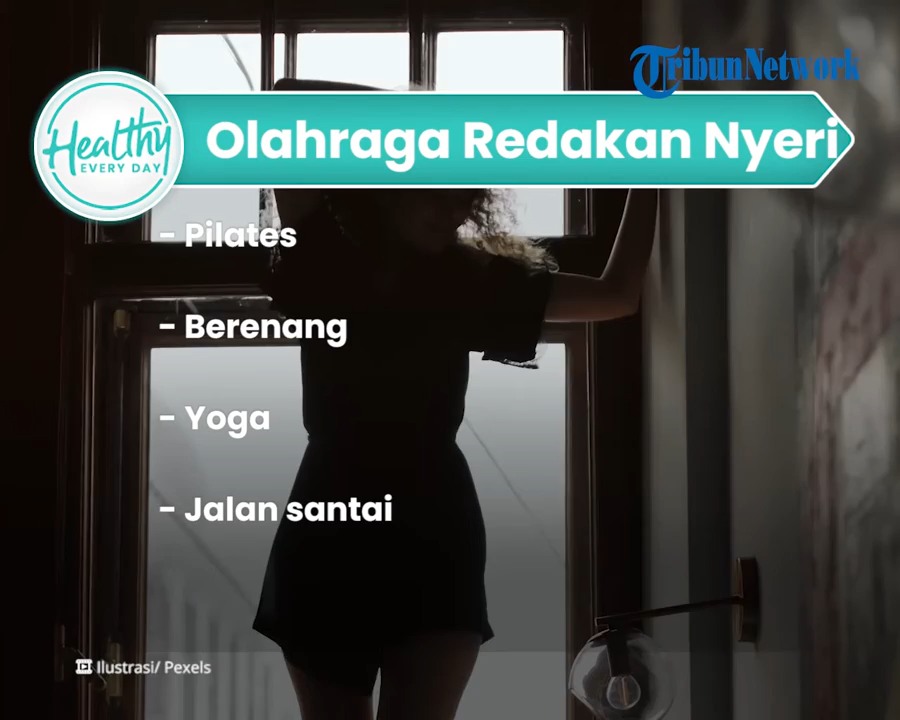 TribunNetwork
Healthy
EVERY DAY
Olahraga Redakan Nyeri
- Pilates
- Berenang
- Yoga
- Jalan santai
Ilustrasi/ Pexels